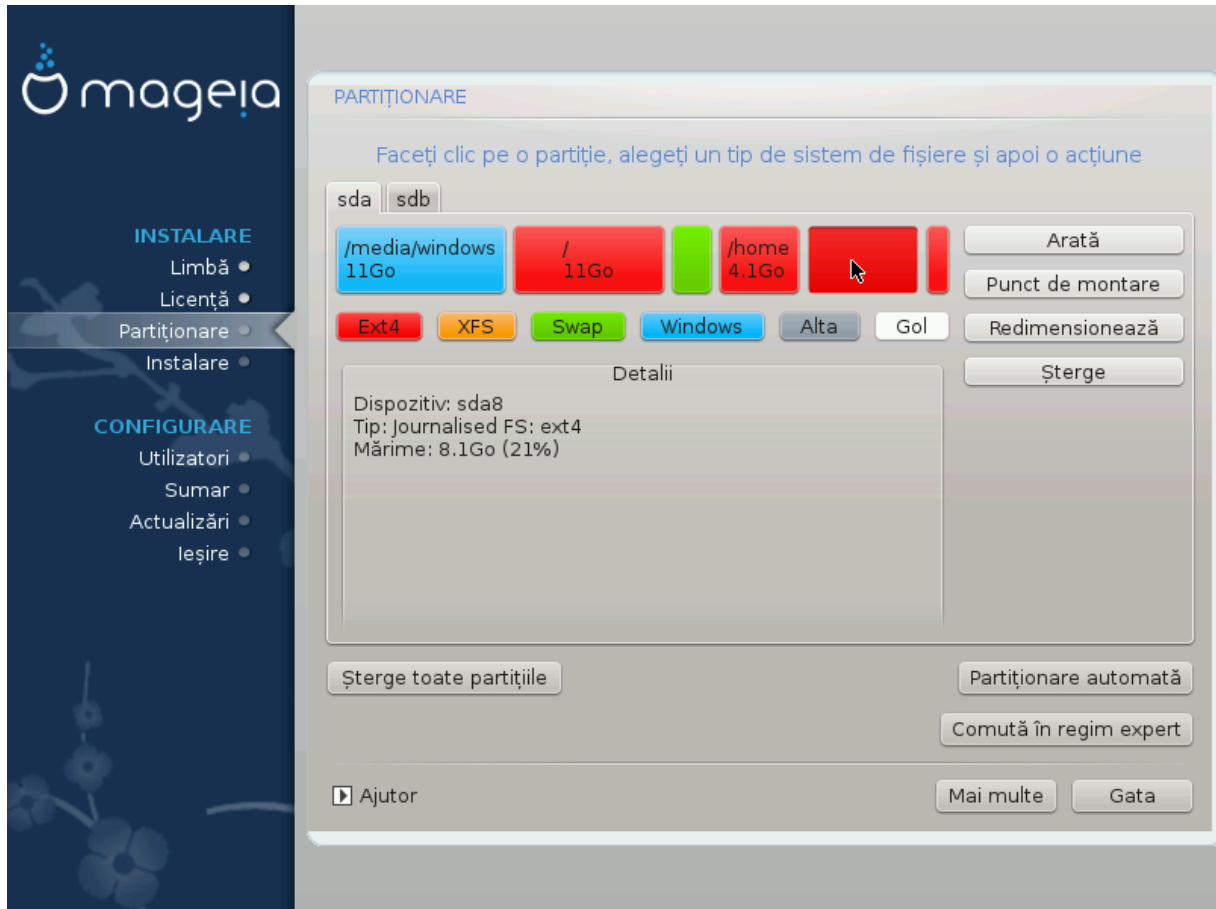 mageia
INSTALARE
Limbă
Licență
Partiționare
Instalare
CONFIGURARE
Utilizatori
Sumar
Actualizări
Ieșire
PARTIȚIONARE
Faceți clic pe o partiție, alegeți un tip de sistem de fișiere și apoi o acțiune
sda sdb
/media/windows
11Go
/
11Go
/home
4.1Go
Ext4 XFS Swap Windows Alta Gol
Arată
Punct de montare
Redimensionează
Șterge
Detalii
Dispozitiv: sda8
Tip: Journalised FS: ext4
Mărime: 8.1Go (21%)
Șterge toate partițiile
Partiționare automată
Comută în regim expert
Ajutor
Mai multe
Gata